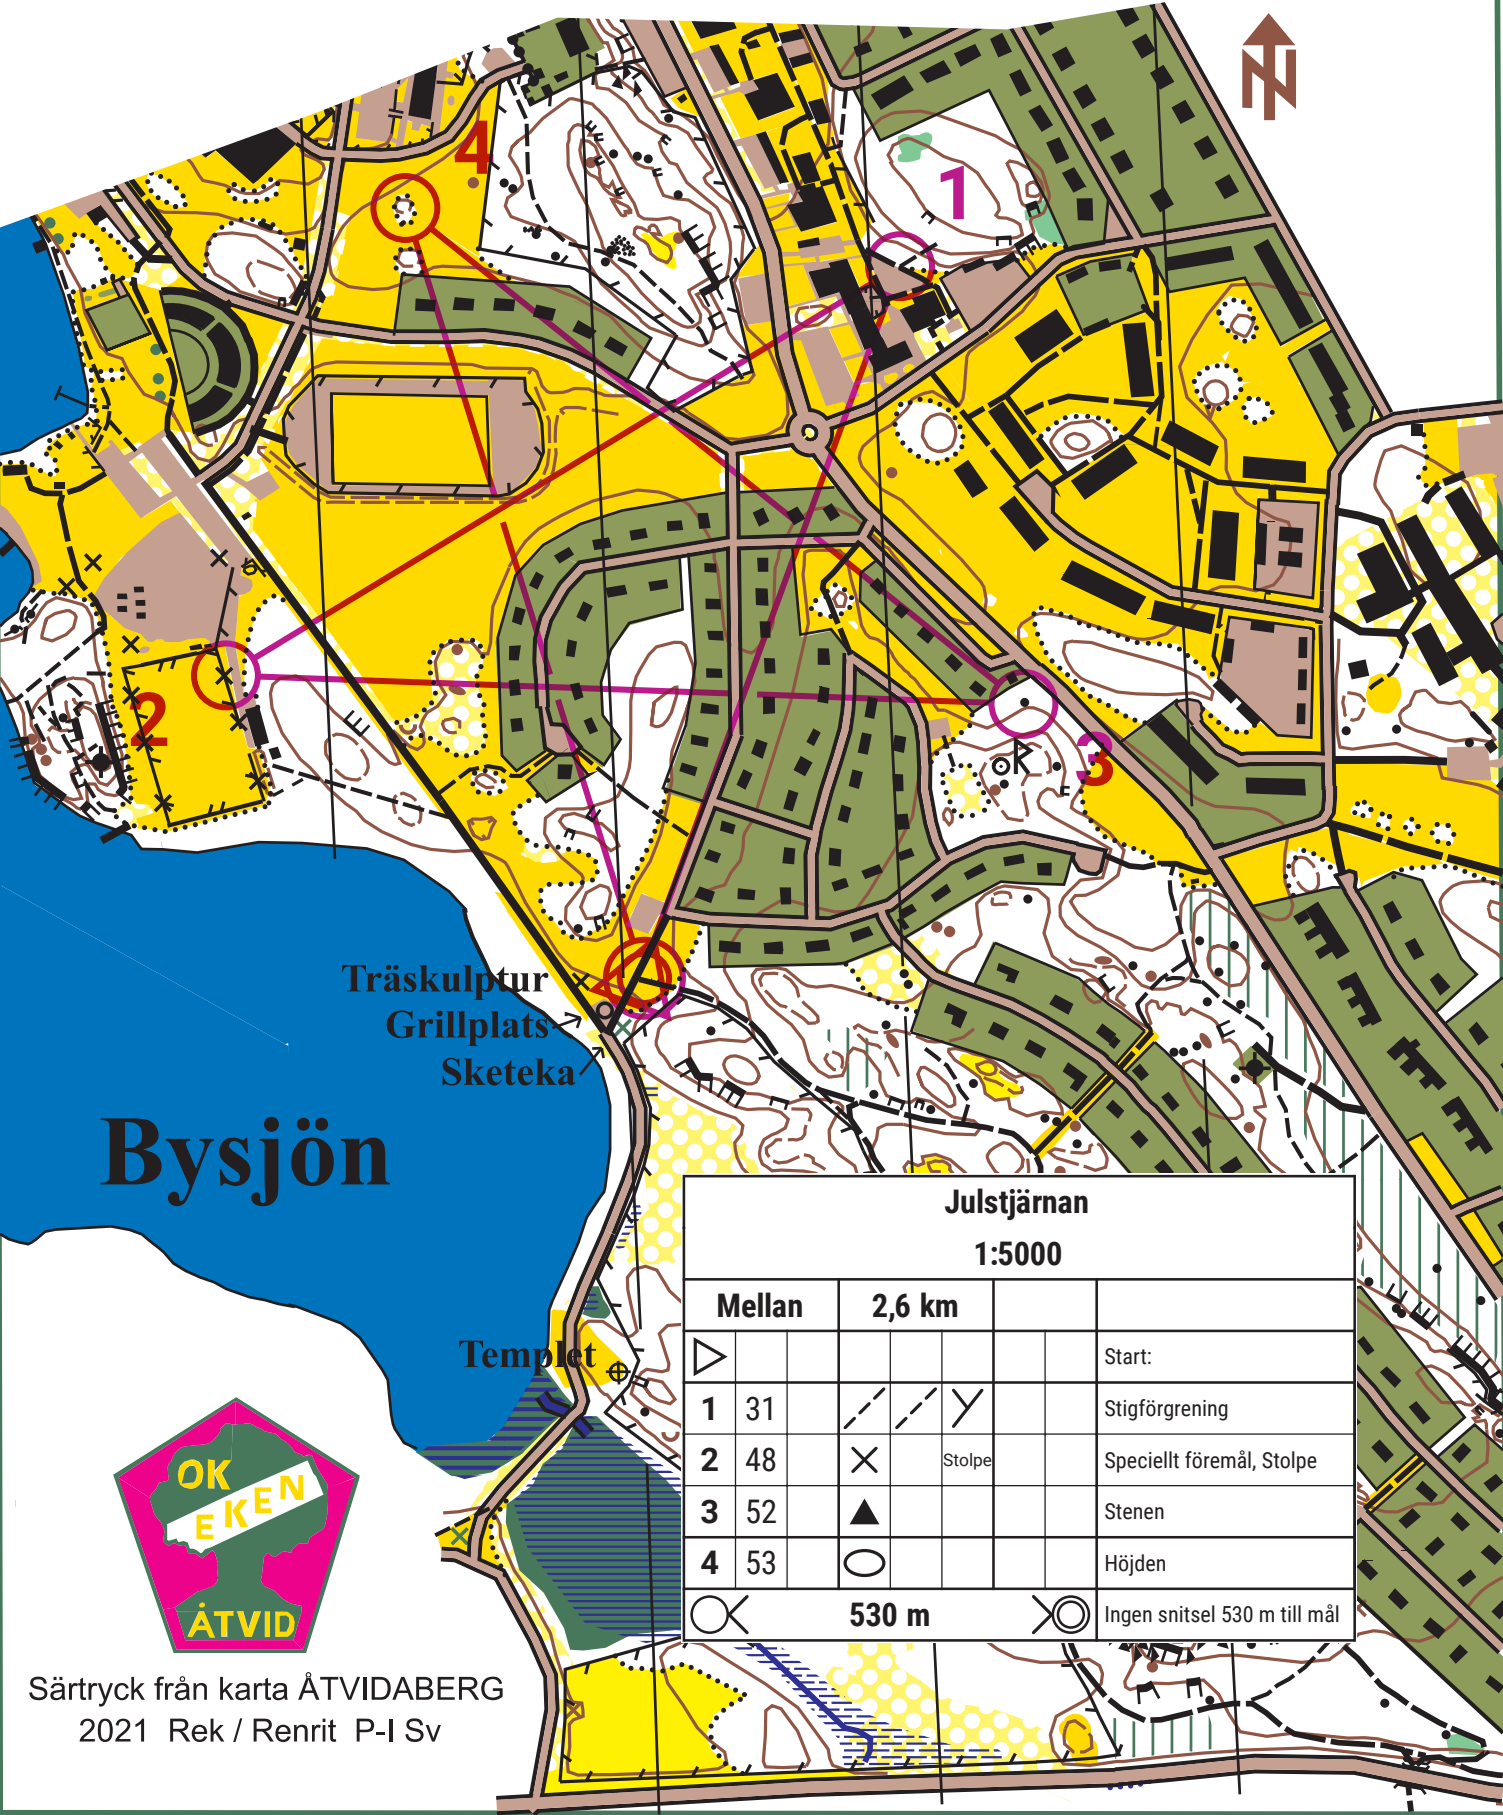 N
4
1
2
3
Träskulptur
Grillplats
Sketeka
Bysjön
Templet
Julstjärnan
1:5000
Mellan 2,6 km
Start:
1 31 Stigförgrening
2 48 Stolpe Speciellt föremål, Stolpe
3 52 Stenen
4 53 Höjden
530 m Ingen snitsel 530 m till mål
OK
EKEN
ÅTVID
Särtryck från karta ÅTVIDABERG
2021 Rek / Renrit P-I Sv